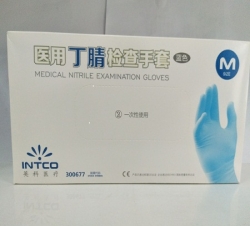 医用丁腈检查手套 蓝色
MEDICAL NITRILE EXAMINATION GLOVES
M
② 一次性使用
INTCO
英科医疗
300677